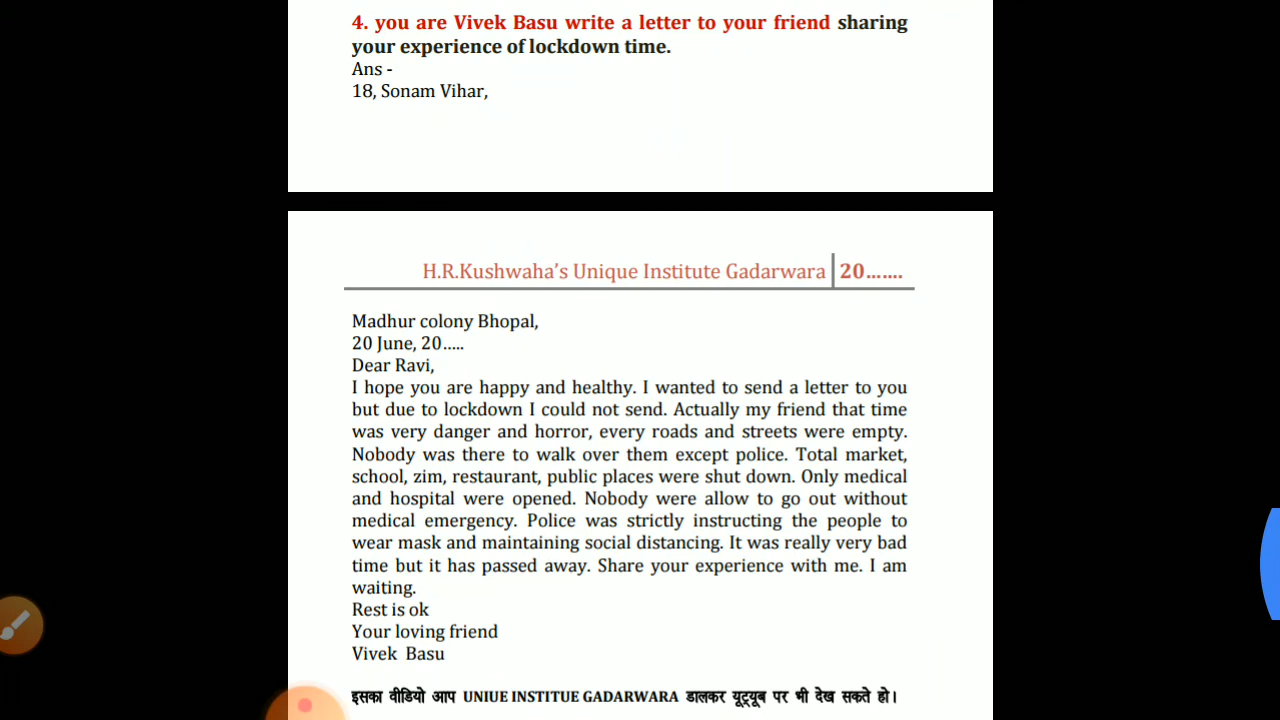 4. you are Vivek Basu write a letter to your friend sharing
your experience of lockdown time.
Ans -
18, Sonam Vihar,
H.R.Kushwaha’s Unique Institute Gadarwara 20.......
Madhur colony Bhopal,
20 June, 20.....
Dear Ravi,
I hope you are happy and healthy. I wanted to send a letter to you
but due to lockdown I could not send. Actually my friend that time
was very danger and horror, every roads and streets were empty.
Nobody was there to walk over them except police. Total market,
school, zim, restaurant, public places were shut down. Only medical
and hospital were opened. Nobody were allow to go out without
medical emergency. Police was strictly instructing the people to
wear mask and maintaining social distancing. It was really very bad
time but it has passed away. Share your experience with me. I am
waiting.
Rest is ok
Your loving friend
Vivek Basu
इसका वीडियो आप UNIUE INSTITUE GADARWARA डालकर यूट्यूब पर भी देख सकते हो।